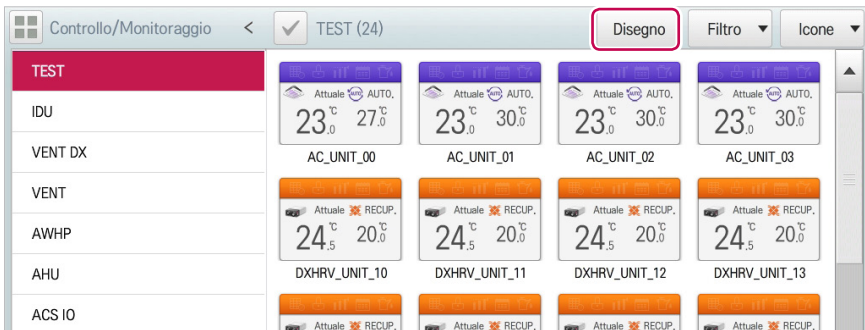 Controllo/Monitoraggio < TEST (24) Disegno Filtro ▼ Icone ▼
TEST
IDU
VENT DX
VENT
AWHP
AHU
ACS IO
Attuale AUTO. Attuale AUTO. Attuale AUTO. Attuale AUTO.
23.0 ℃ 27.0 ℃ 23.0 ℃ 30.0 ℃ 23.0 ℃ 30.0 ℃ 23.0 ℃ 30.0 ℃
AC_UNIT_00 AC_UNIT_01 AC_UNIT_02 AC_UNIT_03
Attuale RECUP. Attuale RECUP. Attuale RECUP. Attuale RECUP.
24.5 ℃ 20.0 ℃ 24.5 ℃ 20.0 ℃ 24.5 ℃ 20.0 ℃ 24.5 ℃ 20.0 ℃
DXHRV_UNIT_10 DXHRV_UNIT_11 DXHRV_UNIT_12 DXHRV_UNIT_13
Attuale RECUP. Attuale RECUP. Attuale RECUP. Attuale RECUP.